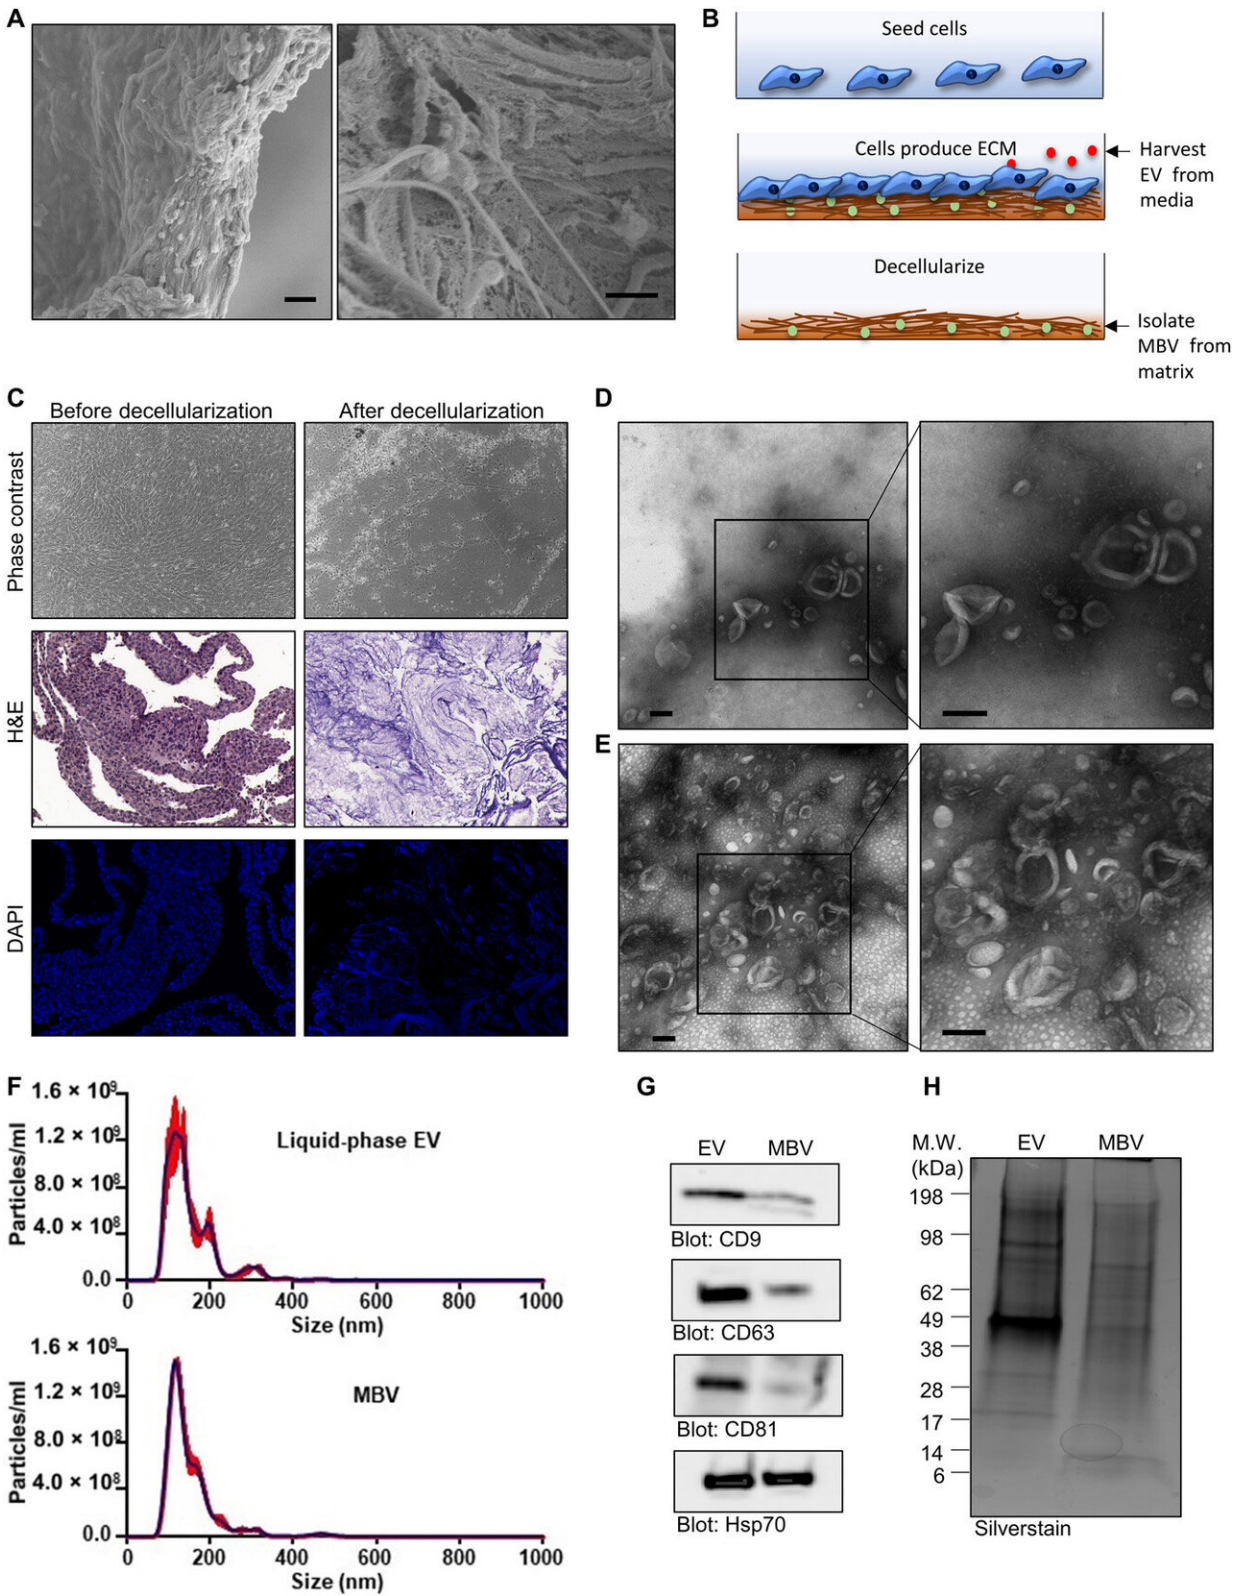 A
B
Seed cells
Cells produce ECM
Harvest
EV from
media
Decellularize
Isolate
MBV from
matrix
C
Before decellularization
After decellularization
Phase contrast
H&E
DAPI
D
E
F
1.6 × 10⁹
1.2 × 10⁹
8.0 × 10⁸
4.0 × 10⁸
0.0
Particles/ml
Liquid-phase EV
0 200 400 600 800 1000
Size (nm)
1.6 × 10⁹
1.2 × 10⁹
8.0 × 10⁸
4.0 × 10⁸
0.0
Particles/ml
MBV
0 200 400 600 800 1000
Size (nm)
G
EV MBV
Blot: CD9
Blot: CD63
Blot: CD81
Blot: Hsp70
H
M.W.
(kDa)
EV MBV
198
98
62
49
38
28
17
14
6
Silverstain